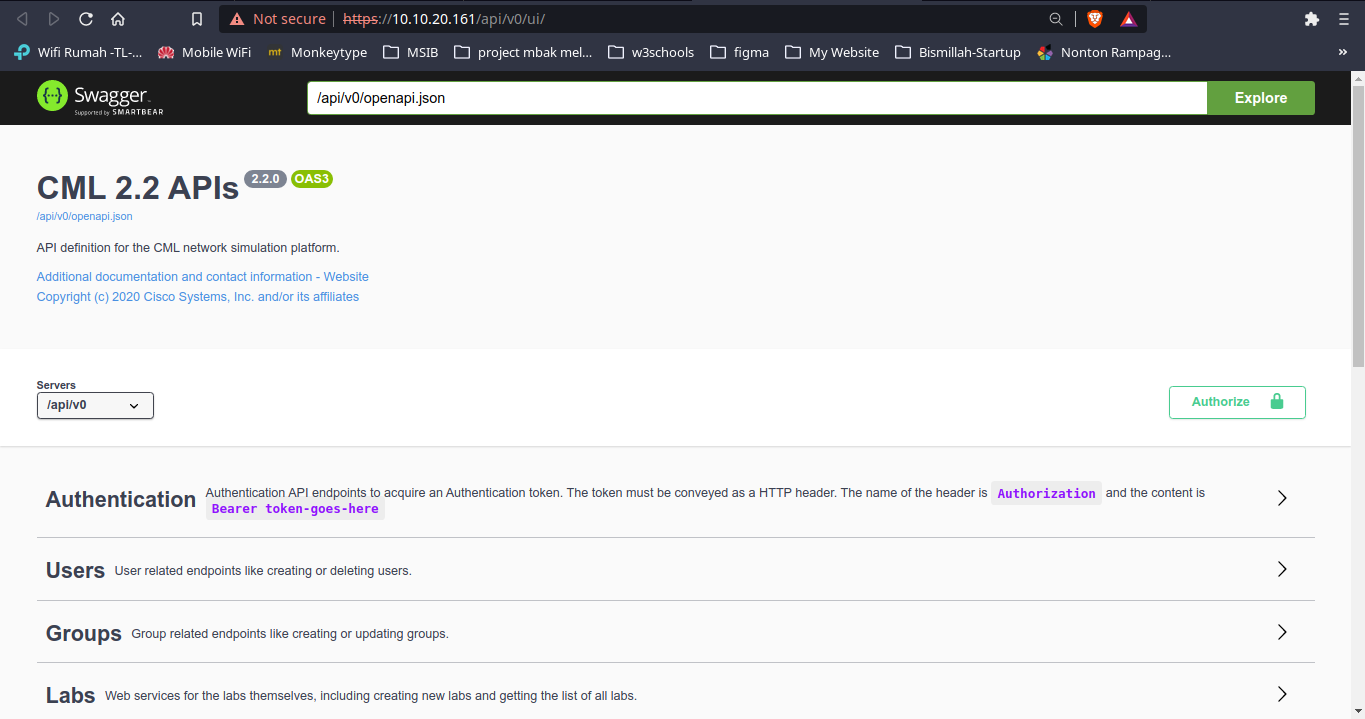 Not secure https://10.10.20.161/api/v0/ui/
Wifi Rumah -TL-... Mobile WiFi mt Monkeytype MSIB project mbak mel... w3schools figma My Website Bismillah-Startup Nonton Rampag... »
{···} Swagger
Supported by SMARTBEAR
/api/v0/openapi.json Explore
CML 2.2 APIs 2.2.0 OAS3
/api/v0/openapi.json
API definition for the CML network simulation platform.
Additional documentation and contact information - Website
Copyright (c) 2020 Cisco Systems, Inc. and/or its affiliates
Servers
/api/v0 Authorize
Authentication Authentication API endpoints to acquire an Authentication token. The token must be conveyed as a HTTP header. The name of the header is Authorization and the content is
Bearer token-goes-here
Users User related endpoints like creating or deleting users.
Groups Group related endpoints like creating or updating groups.
Labs Web services for the labs themselves, including creating new labs and getting the list of all labs.